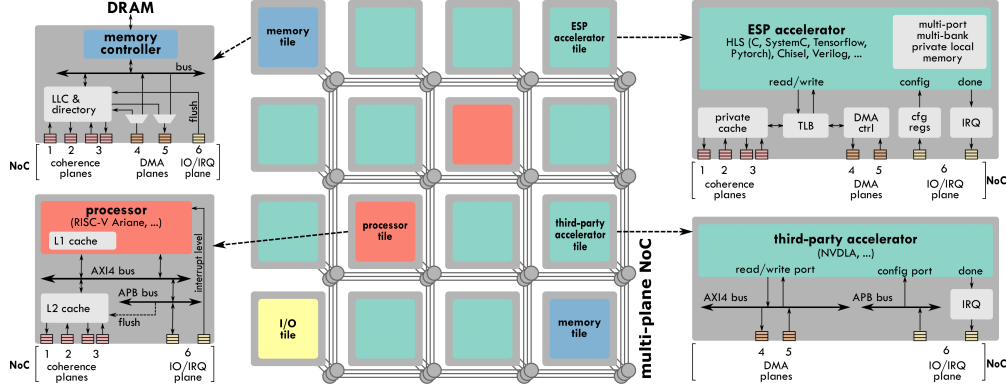 DRAM
memory
controller
bus
LLC &
directory
flush
1 2 3 4 5 6
NoC
coherence
planes
DMA
planes
IO/IRQ
plane
processor
(RISC-V Ariane, ...)
L1 cache
interrupt level
AXI4 bus
APB bus
L2 cache
flush
1 2 3 6
NoC
coherence
planes
IO/IRQ
plane
memory
tile
ESP
accelerator
tile
processor
tile
third-party
accelerator
tile
I/O
tile
memory
tile
multi-plane NoC
ESP accelerator
HLS (C, SystemC, Tensorflow,
Pytorch), Chisel, Verilog, ...
multi-port
multi-bank
private local
memory
read/write
config
done
private
cache
TLB
DMA
ctrl
cfg
regs
IRQ
1 2 3 4 5 6
NoC
coherence
planes
DMA
planes
IO/IRQ
plane
third-party accelerator
(NVDLA, ...)
read/write port
config port
done
AXI4 bus
APB bus
IRQ
4 5 6
NoC
DMA
planes
IO/IRQ
plane